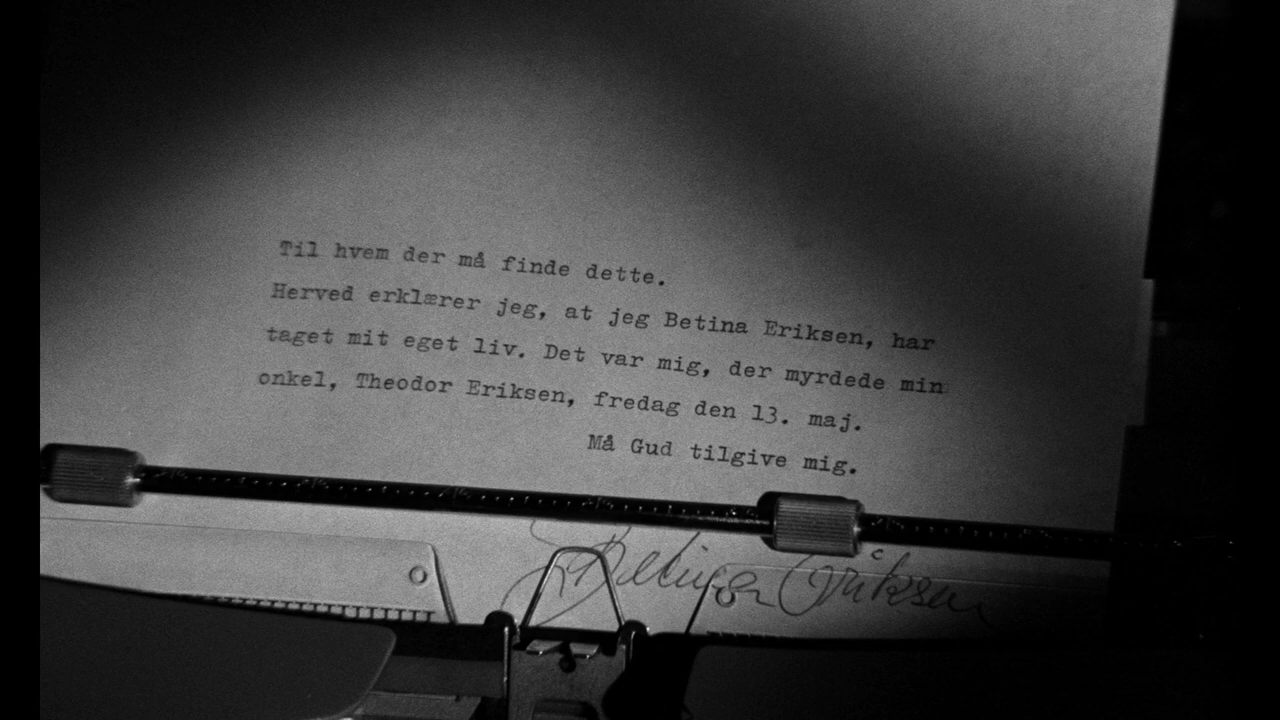 Til hvem der må finde dette.
Herved erklærer jeg, at jeg Betina Eriksen, har
taget mit eget liv. Det var mig, der myrdede min
onkel, Theodor Eriksen, fredag den 13. maj.
Må Gud tilgive mig.
Betina Eriksen